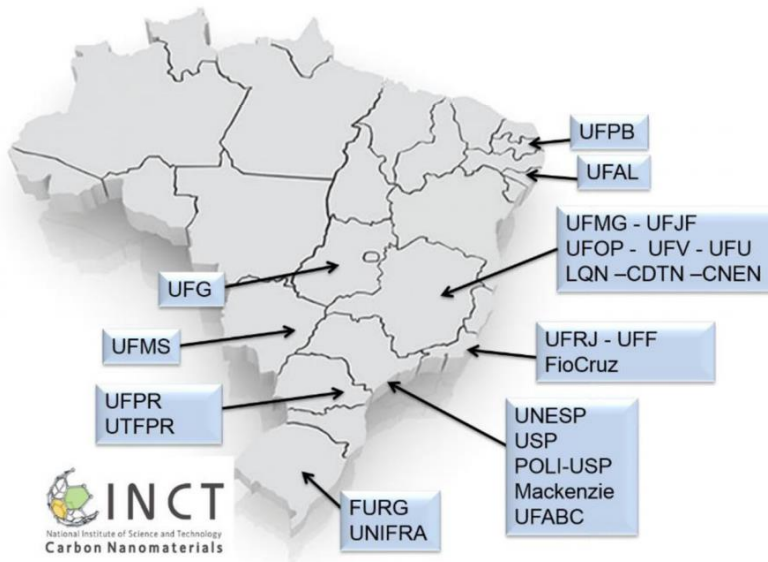 UFPB
UFAL
UFMG - UFJF
UFOP - UFV - UFU
LQN –CDTN –CNEN
UFG
UFMS
UFRJ - UFF
FioCruz
UFPR
UTFPR
UNESP
USP
POLI-USP
Mackenzie
UFABC
FURG
UNIFRA
INCT
National Institute of Science and Technology
Carbon Nanomaterials